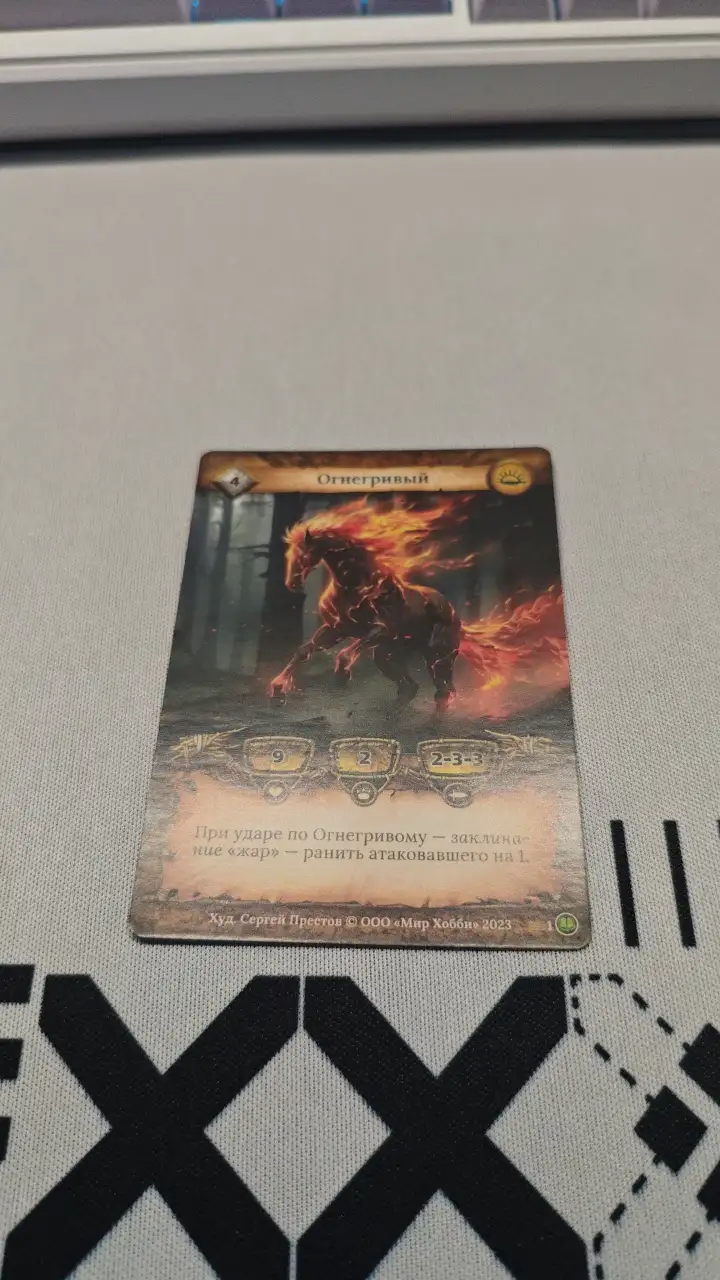 4
Огнегривый
9
2
2-3-3
При ударе по Огнегривому — заклина-
ние «жар» — ранить атаковавшего на 1.
Худ. Сергей Престов © ООО «Мир Хобби» 2023
1
XX